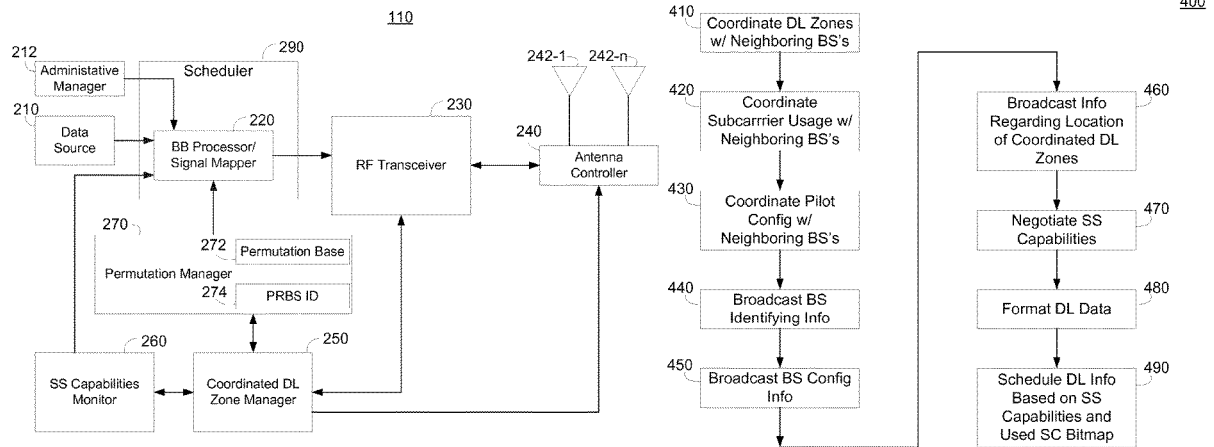 110
212
Administative
Manager
290
Scheduler
210
Data
Source
220
BB Processor/
Signal Mapper
230
RF Transceiver
242-1
242-n
240
Antenna
Controller
270
272
Permutation Base
Permutation Manager
274
PRBS ID
260
SS Capabilities
Monitor
250
Coordinated DL
Zone Manager
400
410
Coordinate DL Zones
w/ Neighboring BS's
420
Coordinate
Subcarrrier Usage w/
Neighboring BS's
430
Coordinate Pilot
Config w/
Neighboring BS's
440
Broadcast BS
Identifying Info
450
Broadcast BS Config
Info
460
Broadcast Info
Regarding Location
of Coordinated DL
Zones
470
Negotiate SS
Capabilities
480
Format DL Data
490
Schedule DL Info
Based on SS
Capabilities and
Used SC Bitmap